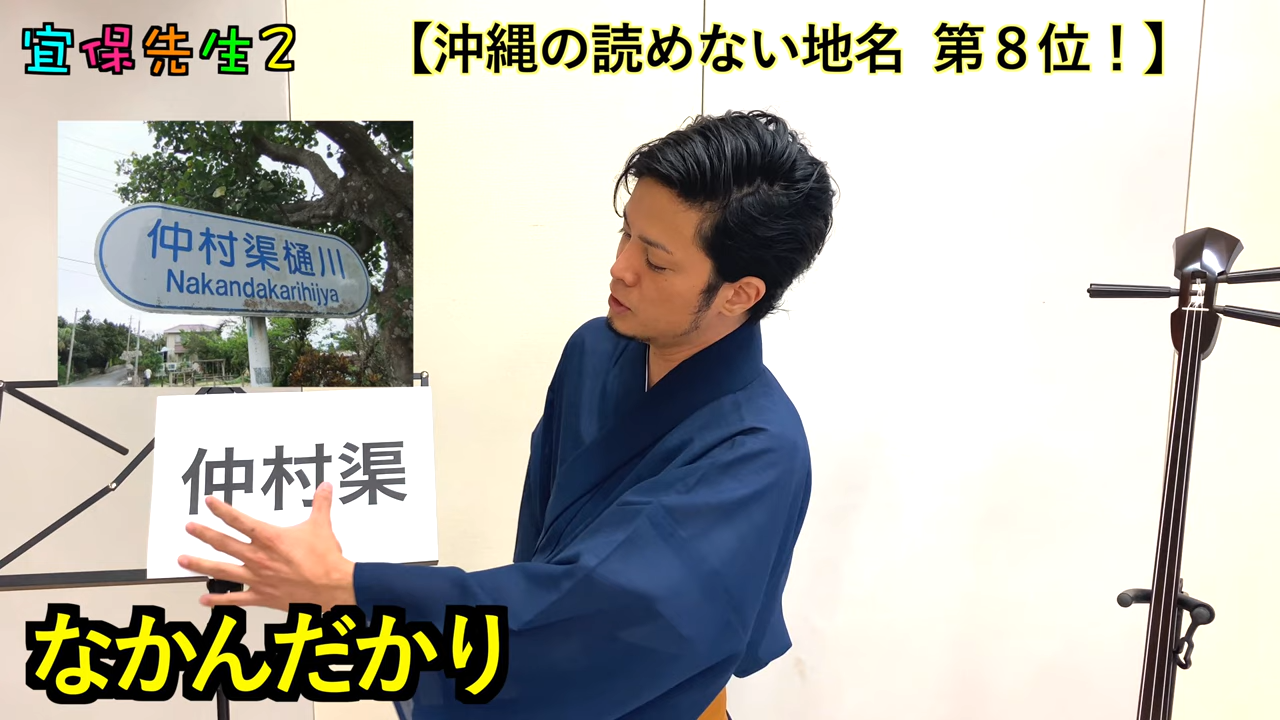 宜保先生2
【沖縄の読めない地名 第８位！】
仲村渠樋川
Nakandakarihijya
仲村渠
なかんだかり